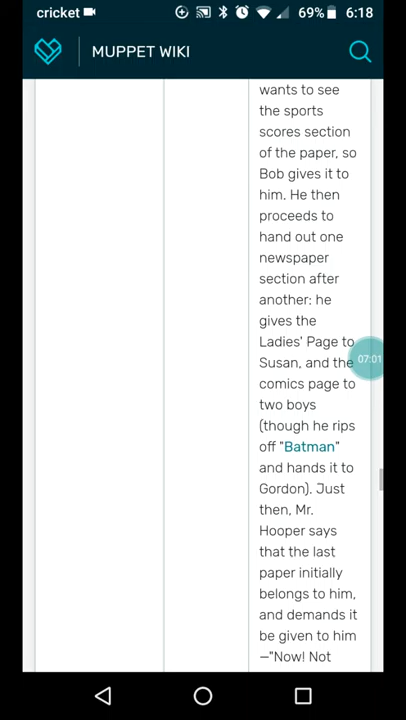 cricket 69% 6:18
MUPPET WIKI
wants to see
the sports
scores section
of the paper, so
Bob gives it to
him. He then
proceeds to
hand out one
newspaper
section after
another: he
gives the
Ladies' Page to
Susan, and the
07:01
comics page to
two boys
(though he rips
off "Batman"
and hands it to
Gordon). Just
then, Mr.
Hooper says
that the last
paper initially
belongs to him,
and demands it
be given to him
—"Now! Not